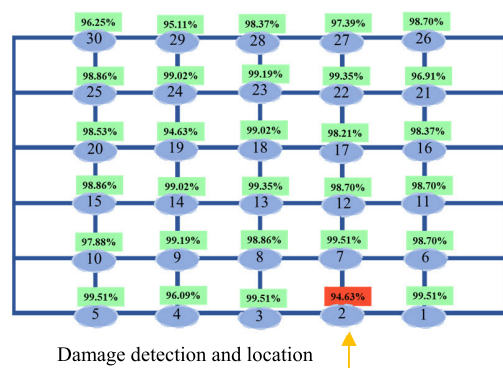 96.25% 95.11% 98.37% 97.39% 98.70%
30 29 28 27 26
98.86% 99.02% 99.19% 99.35% 96.91%
25 24 23 22 21
98.53% 94.63% 99.02% 98.21% 98.37%
20 19 18 17 16
98.86% 99.02% 99.35% 98.70% 98.70%
15 14 13 12 11
97.88% 99.19% 98.86% 99.51% 98.70%
10 9 8 7 6
99.51% 96.09% 99.51% 94.63% 99.51%
5 4 3 2 1
Damage detection and location